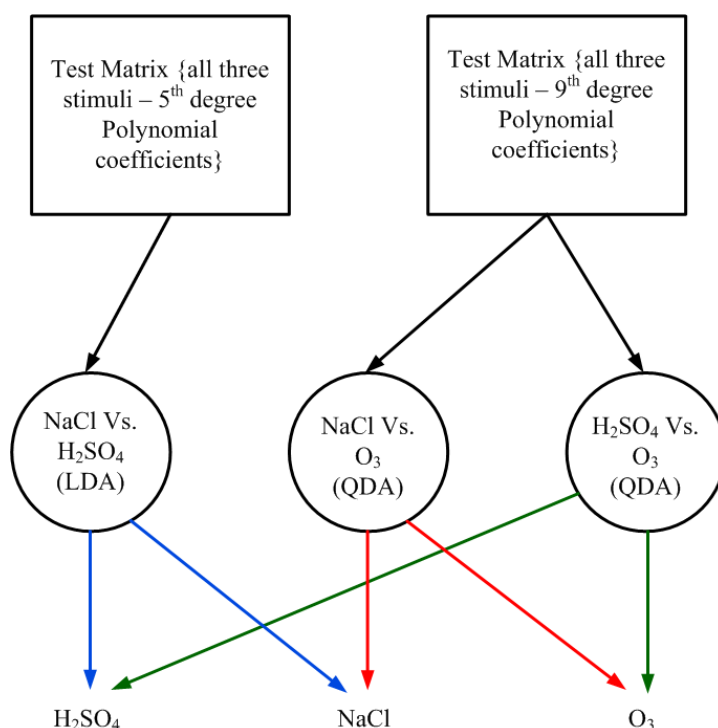 Test Matrix {all three
stimuli – 5th degree
Polynomial
coefficients}
Test Matrix {all three
stimuli – 9th degree
Polynomial
coefficients}
NaCl Vs.
H₂SO₄
(LDA)
NaCl Vs.
O₃
(QDA)
H₂SO₄ Vs.
O₃
(QDA)
H₂SO₄
NaCl
O₃